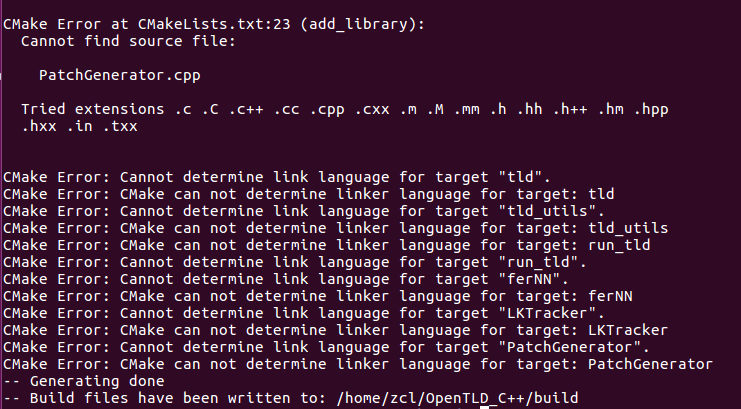 CMake Error at CMakeLists.txt:23 (add_library):
Cannot find source file:
PatchGenerator.cpp
Tried extensions .c .C .c++ .cc .cpp .cxx .m .M .mm .h .hh .h++ .hm .hpp
.hxx .in .txx
CMake Error: Cannot determine link language for target "tld".
CMake Error: CMake can not determine linker language for target: tld
CMake Error: Cannot determine link language for target "tld_utils".
CMake Error: CMake can not determine linker language for target: tld_utils
CMake Error: CMake can not determine linker language for target: run_tld
CMake Error: Cannot determine link language for target "run_tld".
CMake Error: Cannot determine link language for target "ferNN".
CMake Error: CMake can not determine linker language for target: ferNN
CMake Error: Cannot determine link language for target "LKTracker".
CMake Error: CMake can not determine linker language for target: LKTracker
CMake Error: Cannot determine link language for target "PatchGenerator".
CMake Error: CMake can not determine linker language for target: PatchGenerator
-- Generating done
-- Build files have been written to: /home/zcl/OpenTLD_C++/build